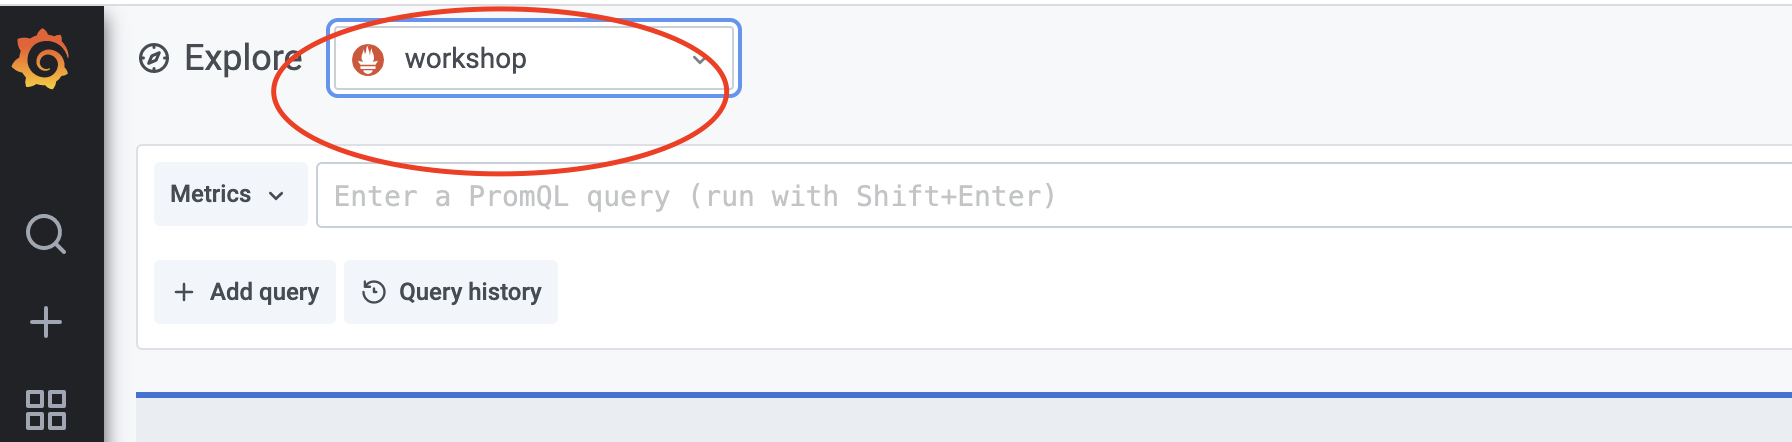 Explore workshop
Metrics Enter a PromQL query (run with Shift+Enter)
Add query Query history